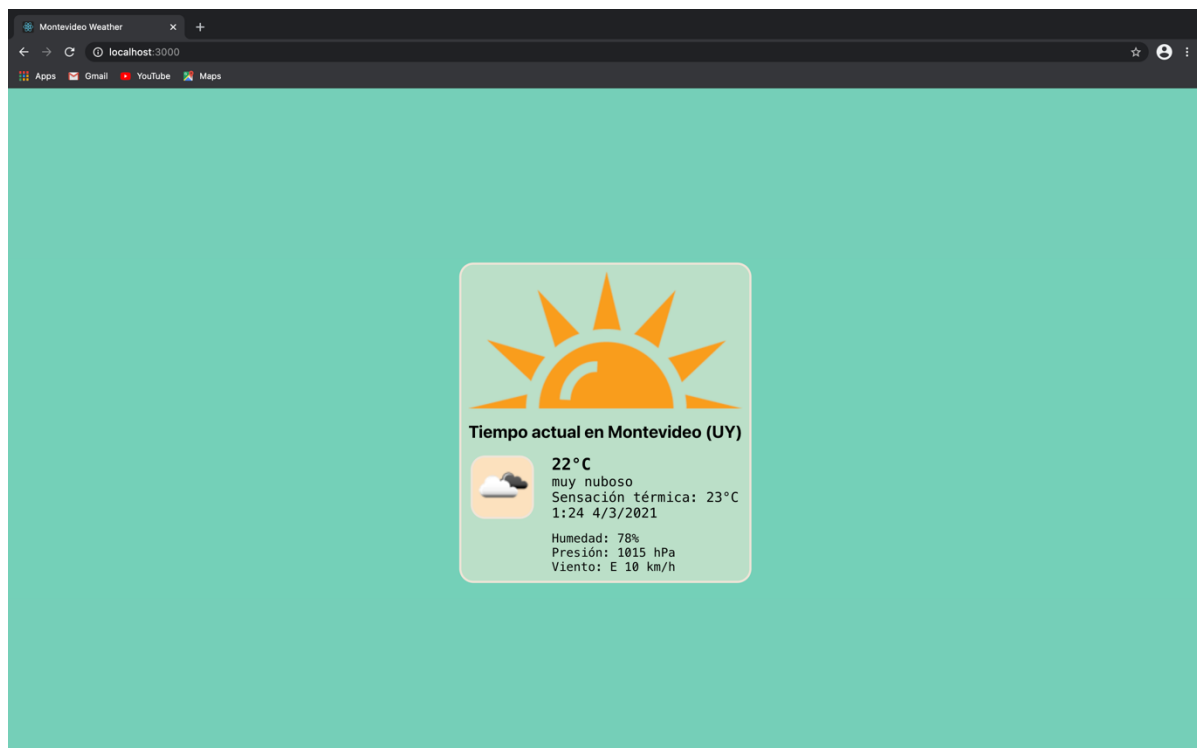 Montevideo Weather
localhost:3000
Apps Gmail YouTube Maps
Tiempo actual en Montevideo (UY)
22°C
muy nuboso
Sensación térmica: 23°C
1:24 4/3/2021
Humedad: 78%
Presión: 1015 hPa
Viento: E 10 km/h